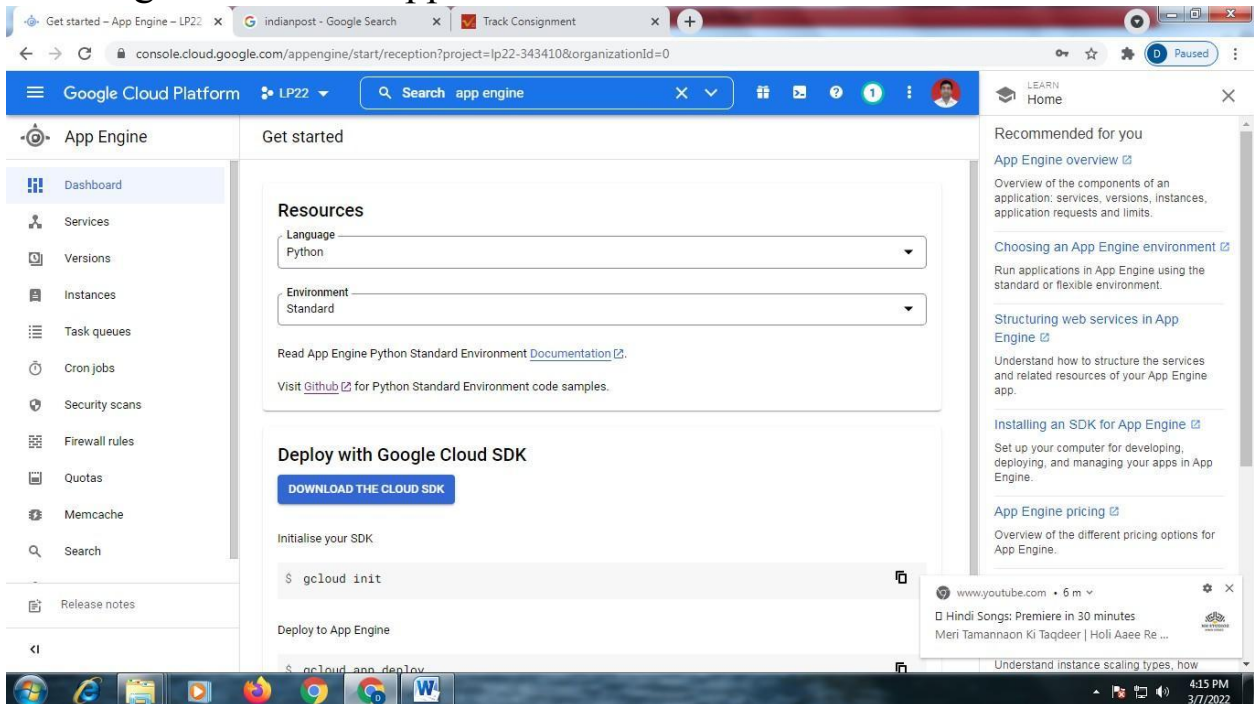 Get started – App Engine – LP22
indianpost - Google Search
Track Consignment
console.cloud.google.com/appengine/start/reception?project=lp22-343410&organizationId=0
D Paused
Google Cloud Platform
LP22
Search app engine
1
LEARN
Home
App Engine
Dashboard
Services
Versions
Instances
Task queues
Cron jobs
Security scans
Firewall rules
Quotas
Memcache
Search
Release notes
Get started
Resources
Language
Python
Environment
Standard
Read App Engine Python Standard Environment Documentation.
Visit Github for Python Standard Environment code samples.
Deploy with Google Cloud SDK
DOWNLOAD THE CLOUD SDK
Initialise your SDK
$ gcloud init
Deploy to App Engine
$ gcloud app deploy
Recommended for you
App Engine overview
Overview of the components of an
application: services, versions, instances,
application requests and limits.
Choosing an App Engine environment
Run applications in App Engine using the
standard or flexible environment.
Structuring web services in App
Engine
Understand how to structure the services
and related resources of your App Engine
app.
Installing an SDK for App Engine
Set up your computer for developing,
deploying, and managing your apps in App
Engine.
App Engine pricing
Overview of the different pricing options for
App Engine.
www.youtube.com • 6 m
Hindi Songs: Premiere in 30 minutes
Meri Tamannaon Ki Taqdeer | Holi Aaee Re ...
Understand instance scaling types, how
4:15 PM
3/7/2022